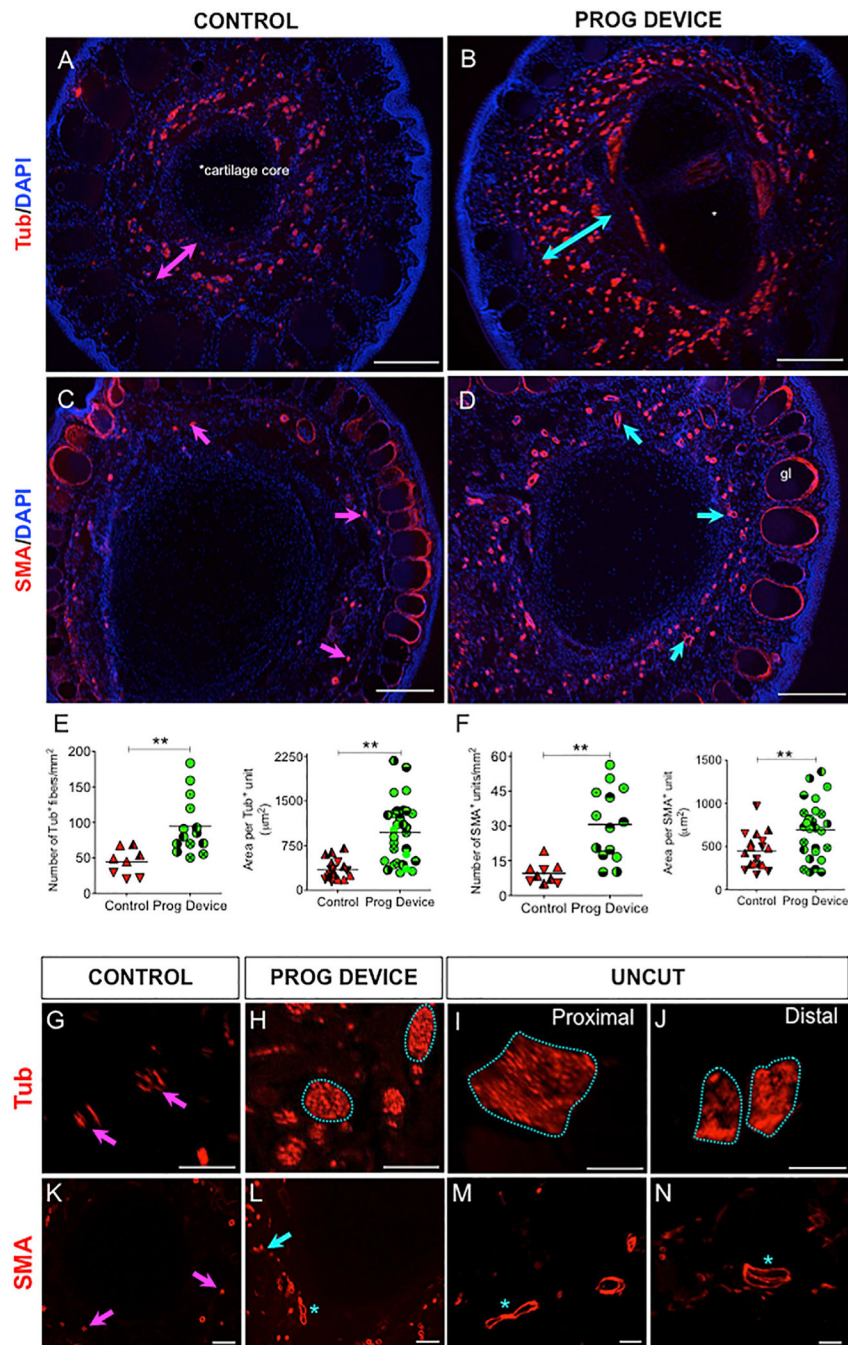 CONTROL
PROG DEVICE
A
B
*cartilage core
*
Tub/DAPI
C
D
gl
SMA/DAPI
E
F
**
Number of Tub+ fibers/mm2
200
150
100
50
0
Control Prog Device
**
Area per Tub+ unit
(µm2)
2250
1500
750
0
Control Prog Device
**
Number of SMA+ units/mm2
60
45
30
15
0
Control Prog Device
**
Area per SMA+ unit
µm2)
1500
1000
500
0
Control Prog Device
CONTROL
PROG DEVICE
UNCUT
G
H
I
Proximal
J
Distal
Tub
K
L
*
M
*
N
*
SMA